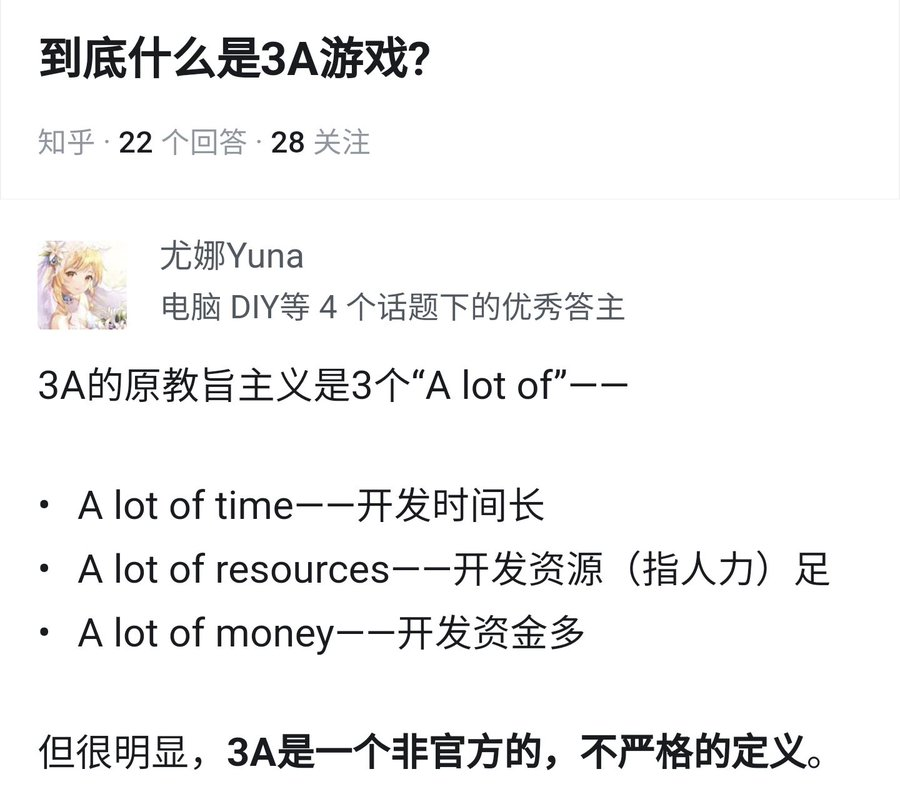 到底什么是3A游戏?
知乎 · 22 个回答 · 28 关注
尤娜Yuna
电脑 DIY等 4 个话题下的优秀答主
3A的原教旨主义是3个“A lot of”——
• A lot of time——开发时间长
• A lot of resources——开发资源（指人力）足
• A lot of money——开发资金多
但很明显，3A是一个非官方的，不严格的定义。